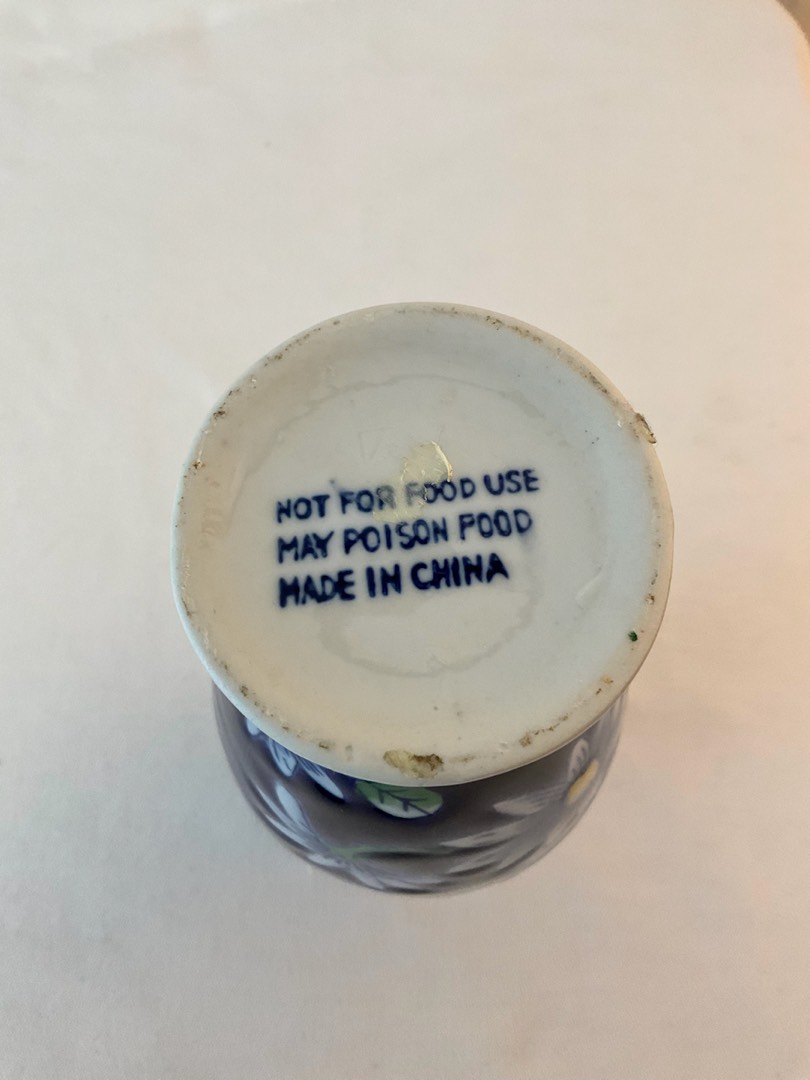 NOT FOR FOOD USE
MAY POISON FOOD
MADE IN CHINA